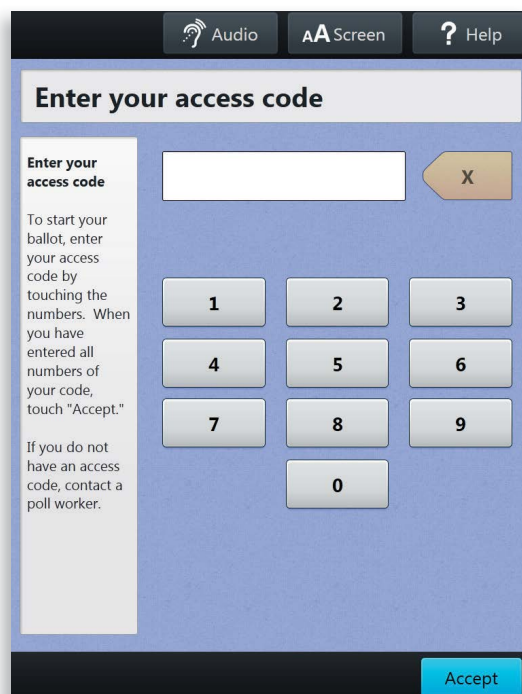 Audio
AA Screen
? Help
Enter your access code
Enter your
access code
To start your
ballot, enter
your access
code by
touching the
numbers. When
you have
entered all
numbers of
your code,
touch "Accept."
If you do not
have an access
code, contact a
poll worker.
X
1 2 3
4 5 6
7 8 9
0
Accept